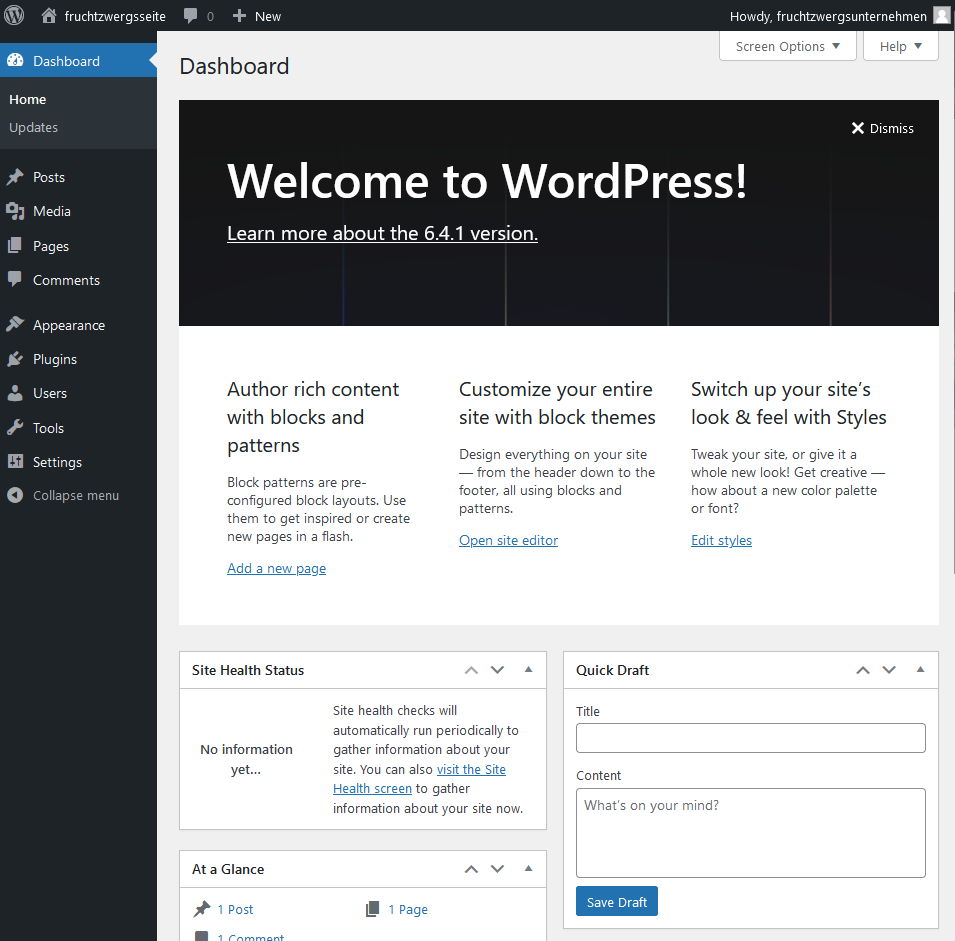 fruchtzwergsseite 0 New Howdy, fruchtzwergsunternehmen
Dashboard
Home
Updates
Posts
Media
Pages
Comments
Appearance
Plugins
Users
Tools
Settings
Collapse menu
Screen Options Help
Dashboard
Dismiss
Welcome to WordPress!
Learn more about the 6.4.1 version.
Author rich content
with blocks and
patterns
Block patterns are pre-
configured block layouts. Use
them to get inspired or create
new pages in a flash.
Add a new page
Customize your entire
site with block themes
Design everything on your site
— from the header down to the
footer, all using blocks and
patterns.
Open site editor
Switch up your site’s
look & feel with Styles
Tweak your site, or give it a
whole new look! Get creative —
how about a new color palette
or font?
Edit styles
Site Health Status
No information
yet...
Site health checks will
automatically run periodically to
gather information about your
site. You can also visit the Site
Health screen to gather
information about your site now.
At a Glance
1 Post 1 Page
1 Comment
Quick Draft
Title
Content
What’s on your mind?
Save Draft